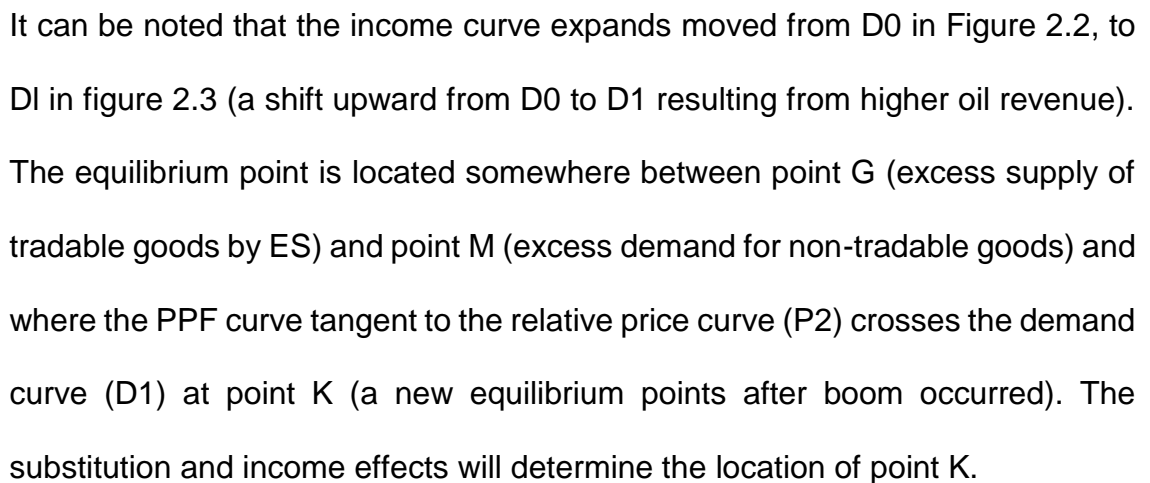 It can be noted that the income curve expands moved from D0 in Figure 2.2, to
Dl in figure 2.3 (a shift upward from D0 to D1 resulting from higher oil revenue).
The equilibrium point is located somewhere between point G (excess supply of
tradable goods by ES) and point M (excess demand for non-tradable goods) and
where the PPF curve tangent to the relative price curve (P2) crosses the demand
curve (D1) at point K (a new equilibrium points after boom occurred). The
substitution and income effects will determine the location of point K.